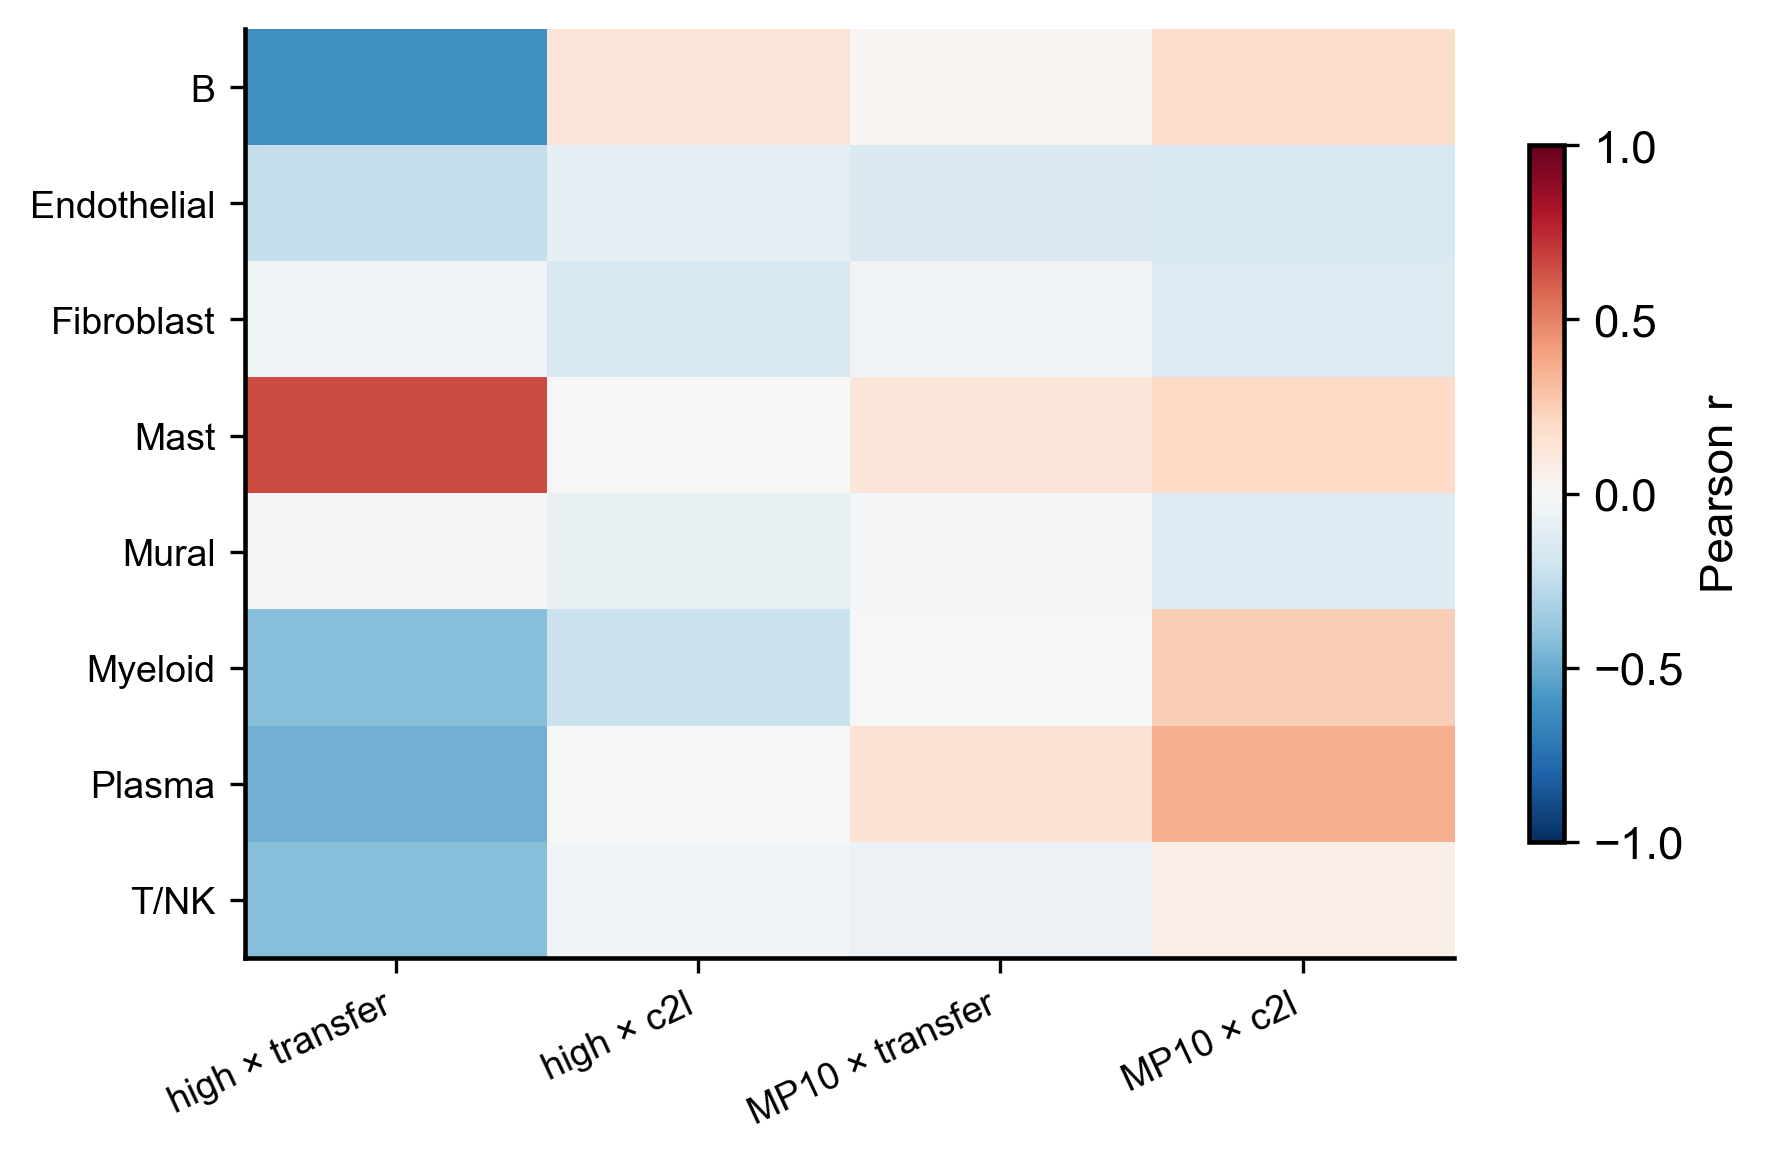 B
Endothelial
Fibroblast
Mast
Mural
Myeloid
Plasma
T/NK
high × transfer
high × c2l
MP10 × transfer
MP10 × c2l
1.0
0.5
0.0
−0.5
−1.0
Pearson r